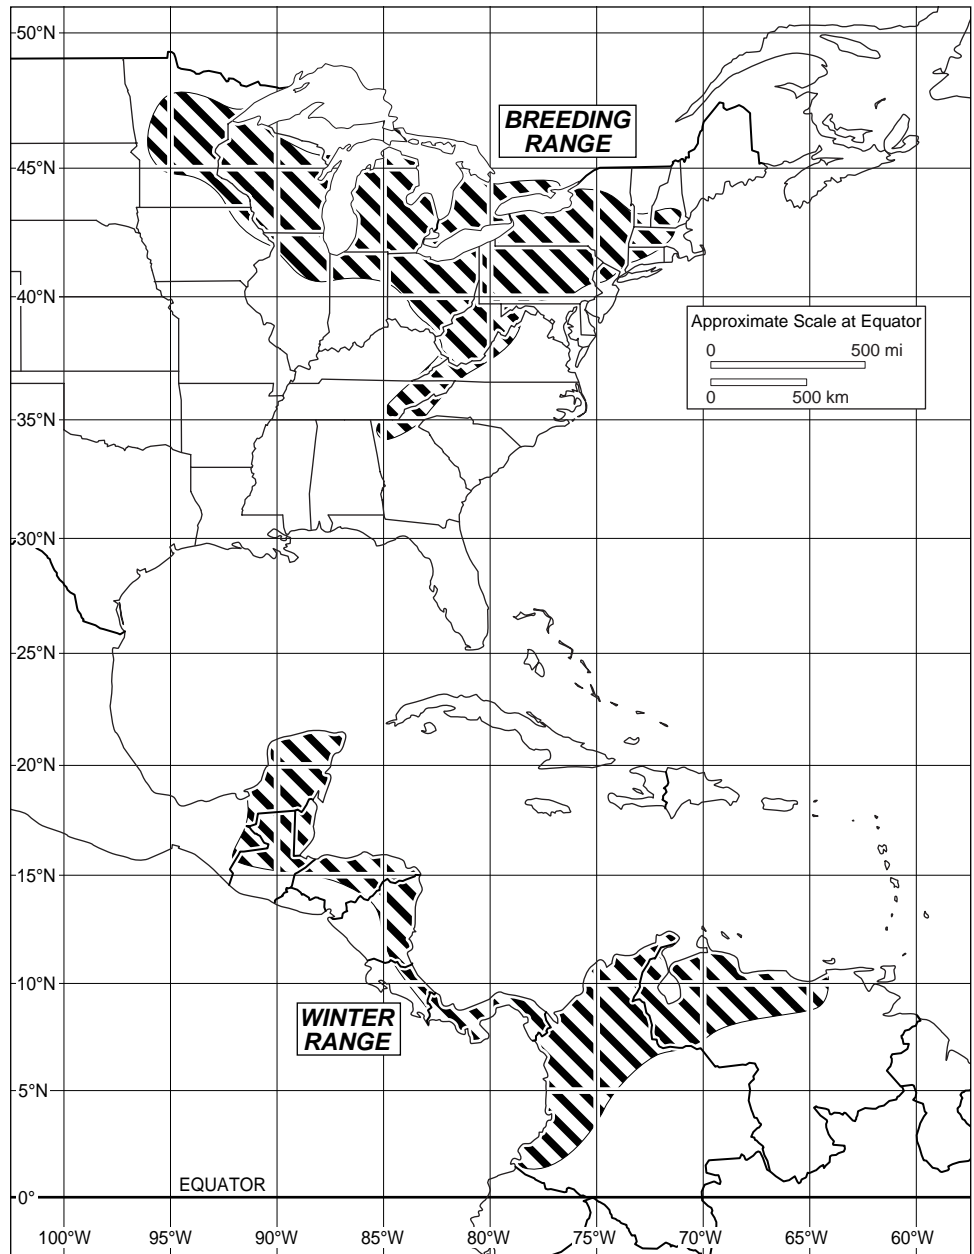 50°N
BREEDING
RANGE
45°N
40°N
Approximate Scale at Equator
0 500 mi
0 500 km
35°N
30°N
25°N
20°N
15°N
10°N
WINTER
RANGE
5°N
EQUATOR
0°
100°W 95°W 90°W 85°W 80°W 75°W 70°W 65°W 60°W